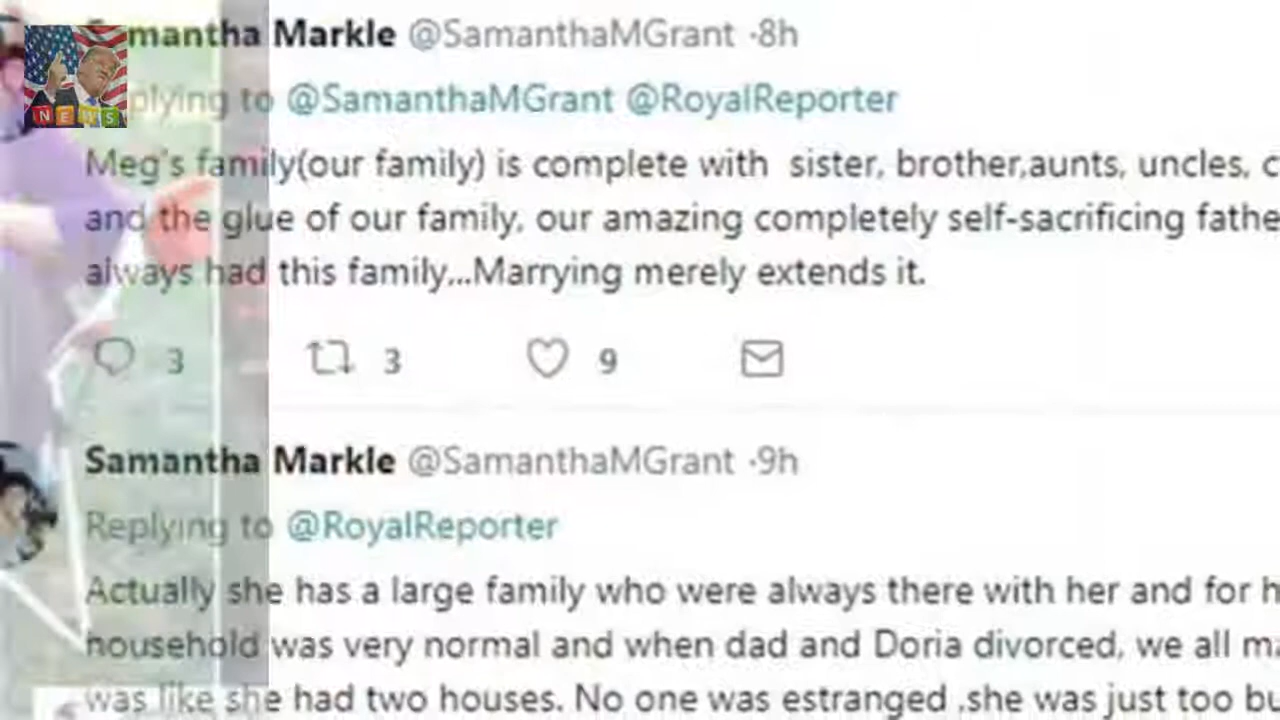 Samantha Markle @SamanthaMGrant ·8h
Replying to @SamanthaMGrant @RoyalReporter
Meg's family(our family) is complete with sister, brother,aunts, uncles,
and the glue of our family, our amazing completely self-sacrificing
always had this family...Marrying merely extends it.
3 3 9
Samantha Markle @SamanthaMGrant ·9h
Replying to @RoyalReporter
Actually she has a large family who were always there with her and for
household was very normal and when dad and Doria divorced, we all
was like she had two houses. No one was estranged ,she was just too
NEWS